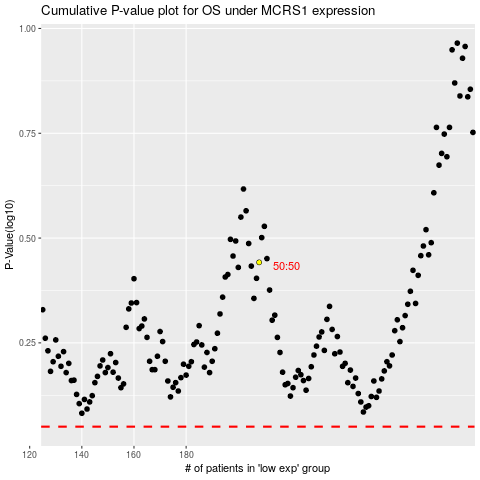 Cumulative P-value plot for OS under MCRS1 expression
1.00
0.75
0.50
0.25
P-Value(log10)
50:50
120 140 160 180
# of patients in 'low exp' group